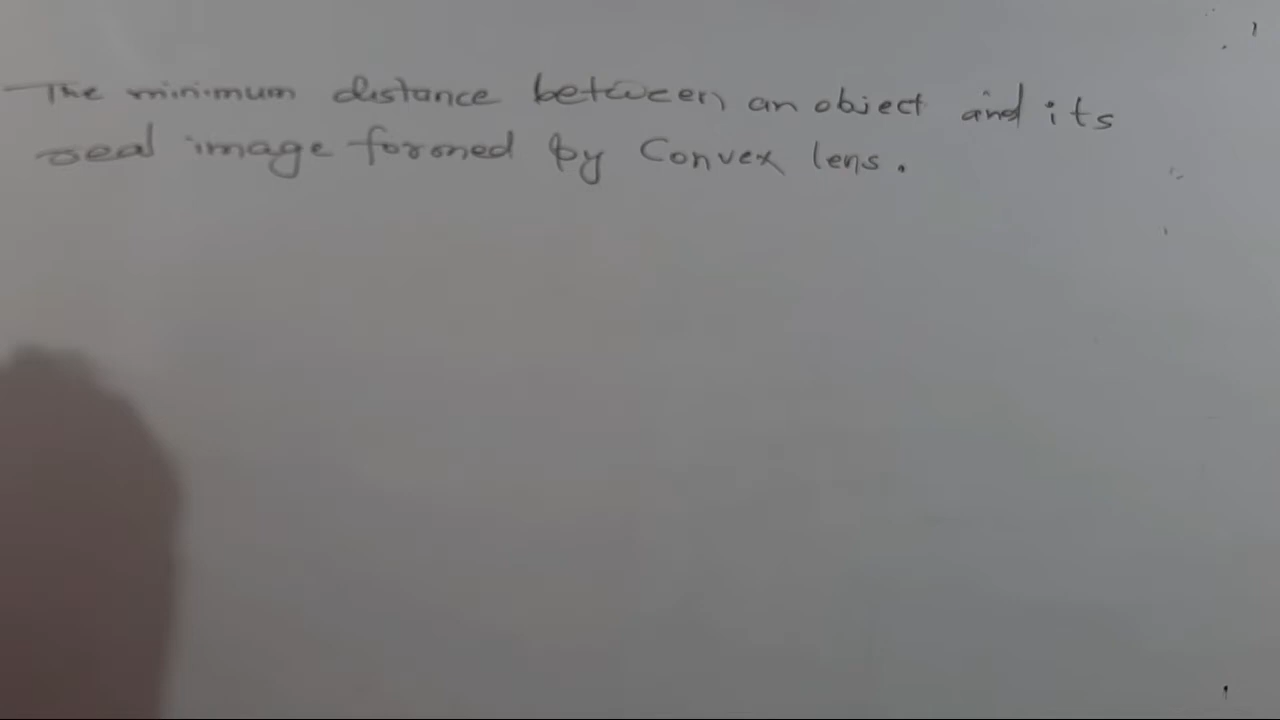 The minimum distance between an object and its
real image formed by Convex lens.